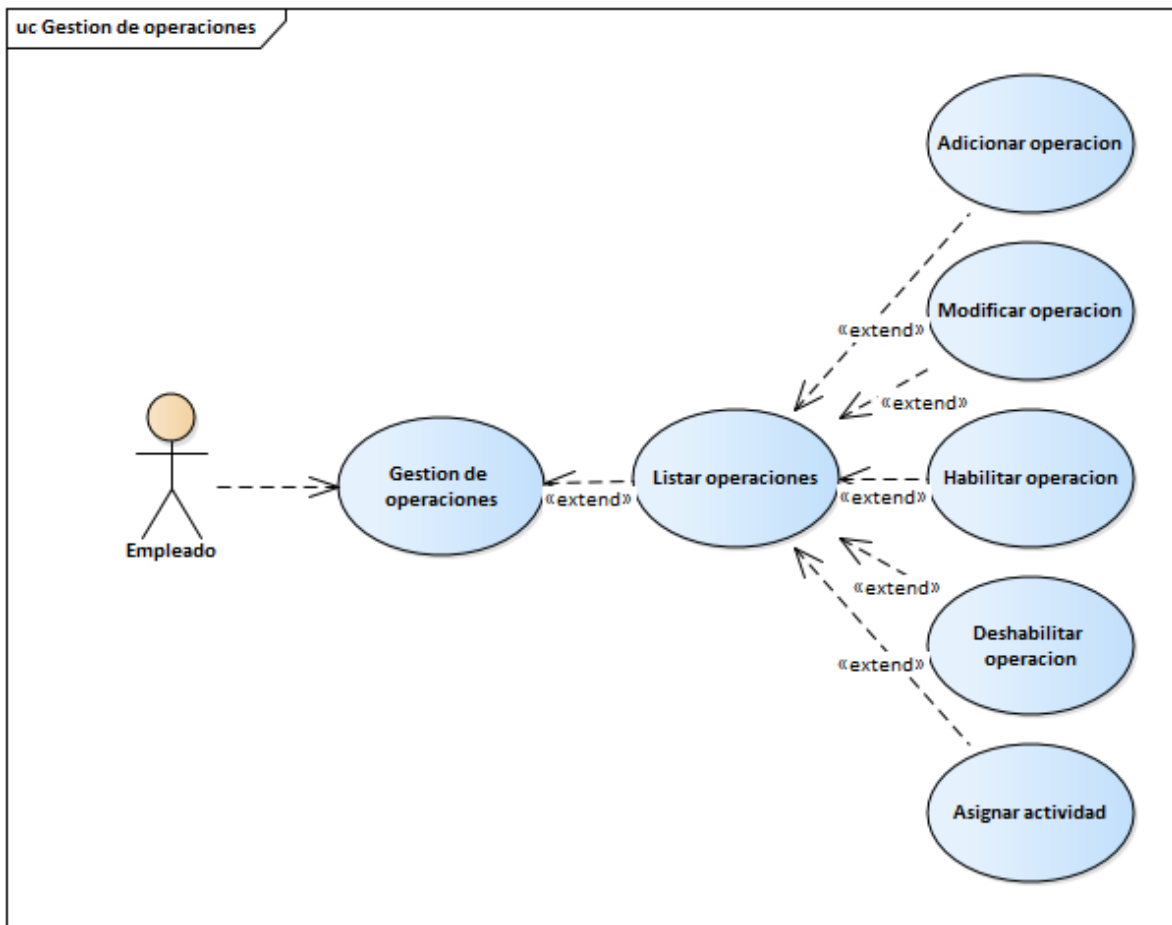 uc Gestion de operaciones
Adicionar operacion
«extend»
Modificar operacion
«extend»
Empleado
Gestion de
operaciones
«extend»
Listar operaciones
«extend»
Habilitar operacion
«extend»
Deshabilitar
operacion
«extend»
Asignar actividad